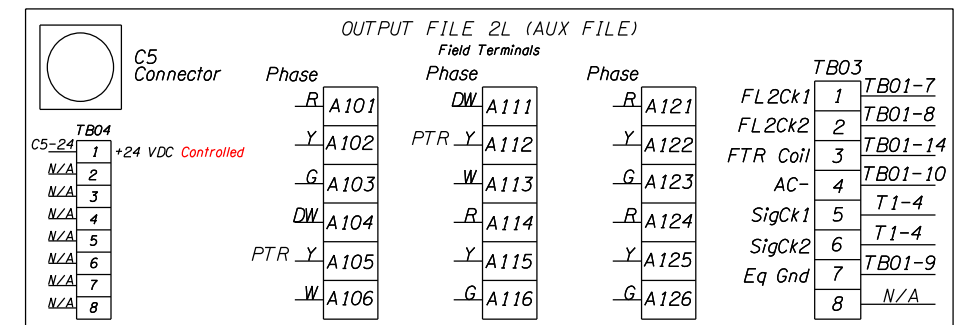 OUTPUT FILE 2L (AUX FILE)
Field Terminals
C5
Connector
TB04
C5-24 1 +24 VDC Controlled
N/A 2
N/A 3
N/A 4
N/A 5
N/A 6
N/A 7
N/A 8
Phase
R A101
Y A102
G A103
DW A104
PTR Y A105
W A106
Phase
DW A111
PTR Y A112
W A113
R A114
Y A115
G A116
Phase
R A121
Y A122
G A123
R A124
Y A125
G A126
TB03
FL2Ck1 1 TB01-7
FL2Ck2 2 TB01-8
FTR Coil 3 TB01-14
AC- 4 TB01-10
SigCk1 5 T1-4
SigCk2 6 T1-4
Eq Gnd 7 TB01-9
8 N/A